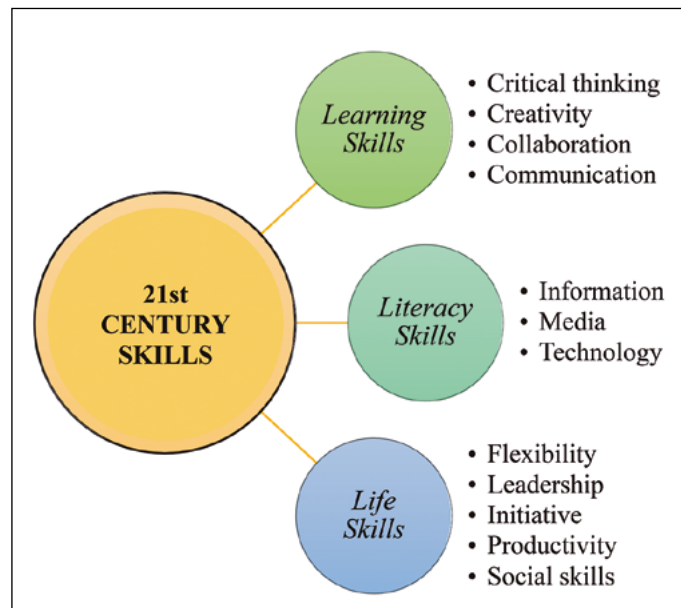 21st
CENTURY
SKILLS
Learning
Skills
• Critical thinking
• Creativity
• Collaboration
• Communication
Literacy
Skills
• Information
• Media
• Technology
Life
Skills
• Flexibility
• Leadership
• Initiative
• Productivity
• Social skills